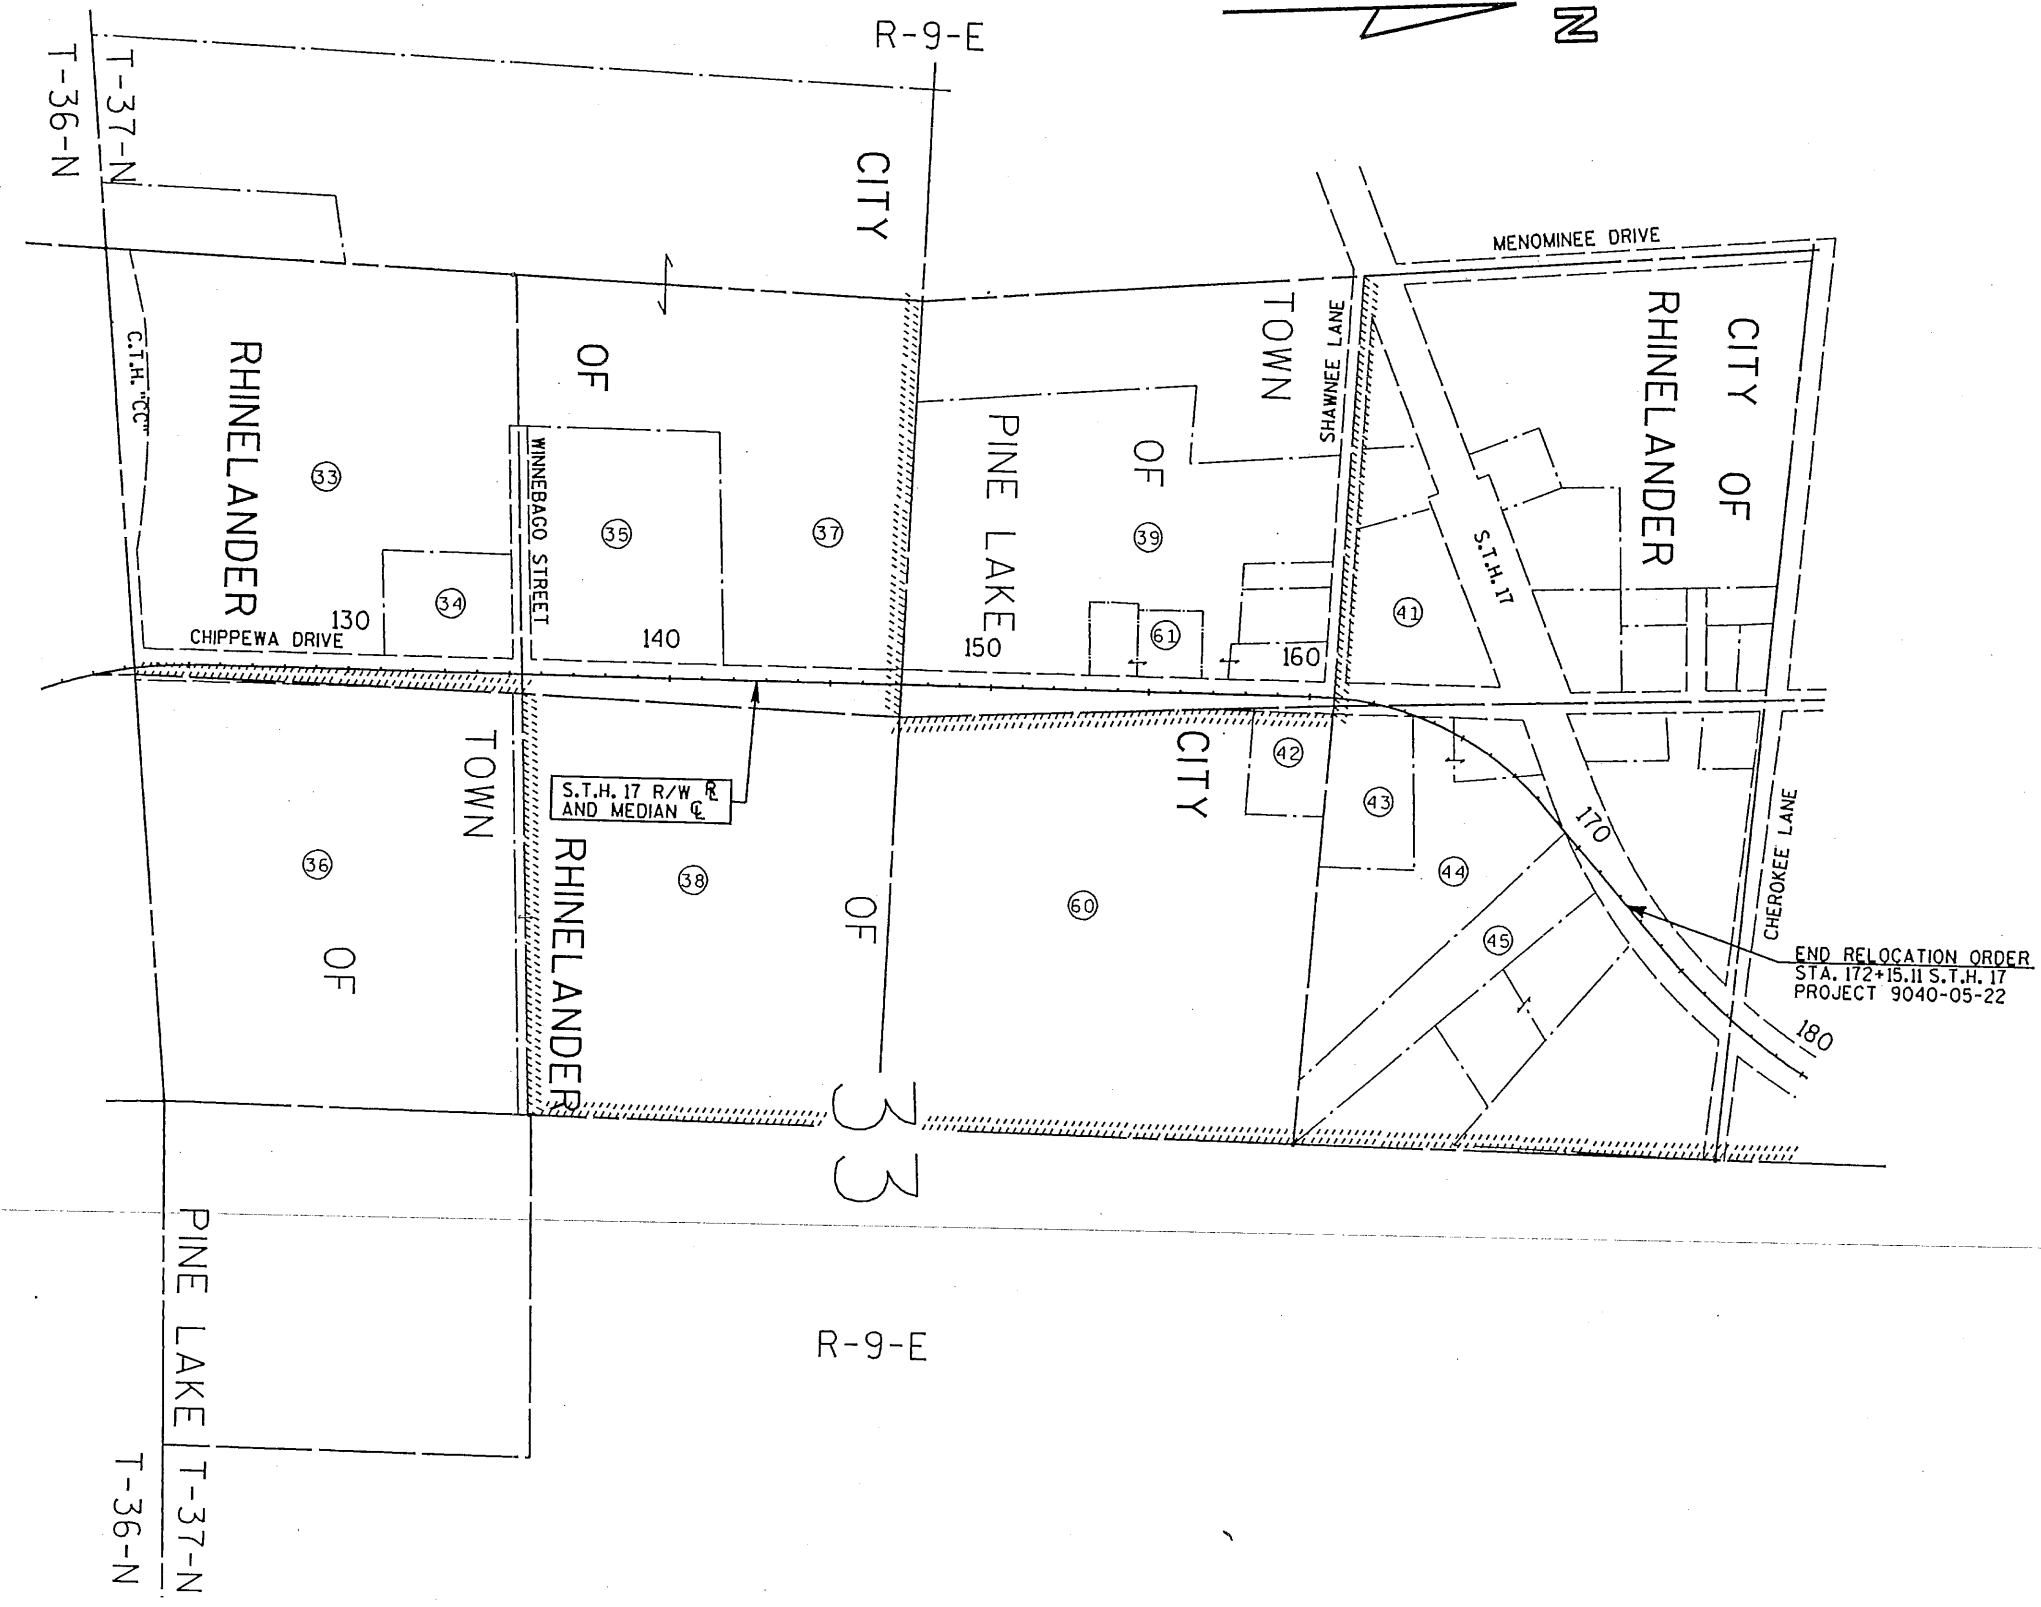 N
R-9-E
T-37-N
T-36-N
CITY
OF
RHINELANDER
MENOMINEE DRIVE
CITY OF
RHINELANDER
TOWN
OF
PINE LAKE
SHAWNEE LANE
C.T.H. "CC"
WINNEBAGO STREET
S.T.H. 17
33
34
35
37
39
61
41
CHIPPEWA DRIVE
130
140
150
160
170
180
S.T.H. 17 R/W RL
AND MEDIAN CL
TOWN
OF
PINE LAKE
CITY
OF
RHINELANDER
36
38
60
42
43
44
45
CHEROKEE LANE
END RELOCATION ORDER
STA. 172+15.11 S.T.H. 17
PROJECT 9040-05-22
33
R-9-E
T-37-N
T-36-N